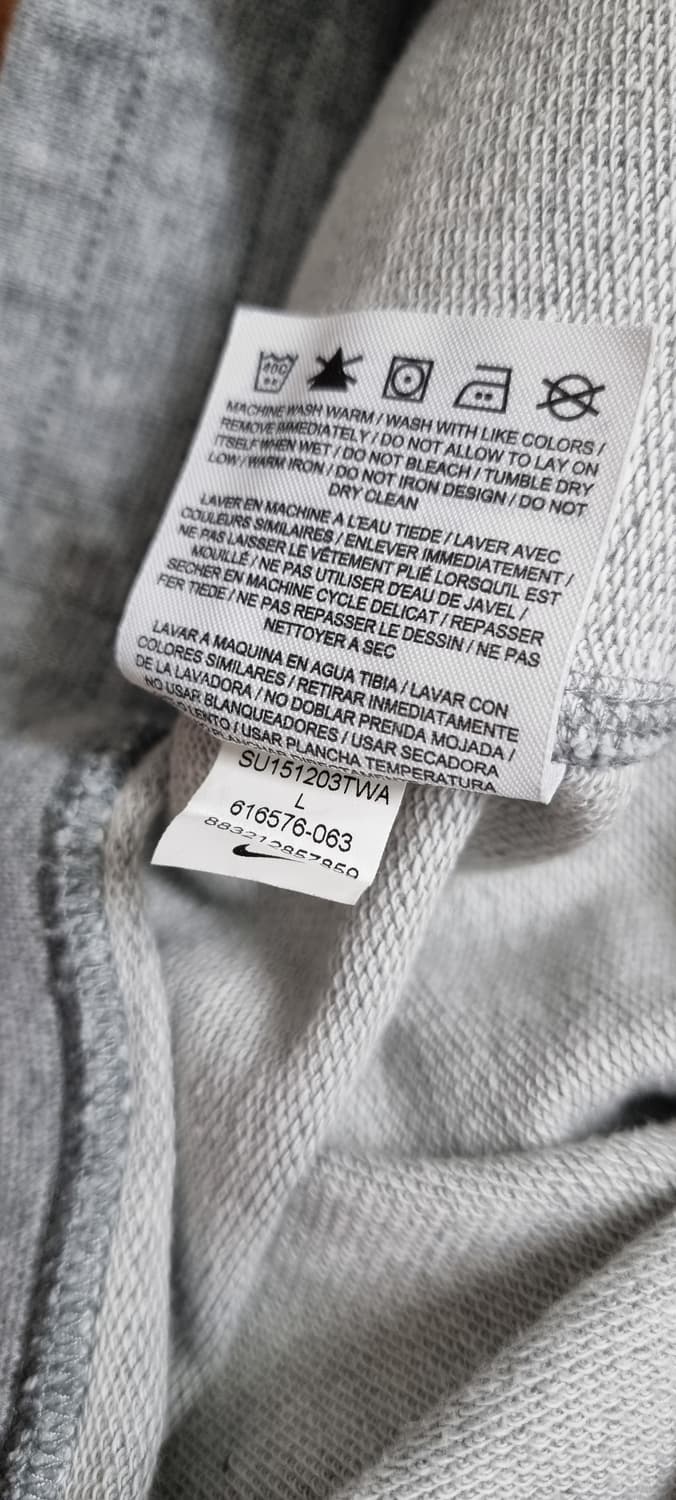 40C
MACHINE WASH WARM / WASH WITH LIKE COLORS /
REMOVE IMMEDIATELY / DO NOT ALLOW TO LAY ON
ITSELF WHEN WET / DO NOT BLEACH / TUMBLE DRY
LOW / WARM IRON / DO NOT IRON DESIGN / DO NOT
DRY CLEAN
LAVER EN MACHINE A L'EAU TIEDE / LAVER AVEC
COULEURS SIMILAIRES / ENLEVER IMMEDIATEMENT /
NE PAS LAISSER LE VÊTEMENT PLIÉ LORSQU'IL EST
MOUILLÉ / NE PAS UTILISER D'EAU DE JAVEL /
SECHER EN MACHINE CYCLE DELICAT / REPASSER
FER TIEDE / NE PAS REPASSER LE DESSIN / NE PAS
NETTOYER A SEC
LAVAR A MAQUINA EN AGUA TIBIA / LAVAR CON
COLORES SIMILARES / RETIRAR INMEDIATAMENTE
DE LA LAVADORA / NO DOBLAR PRENDA MOJADA /
NO USAR BLANQUEADORES / USAR SECADORA
LENTO / USAR PLANCHA TEMPERATURA
SU151203TWA
L
616576-063
883212857859